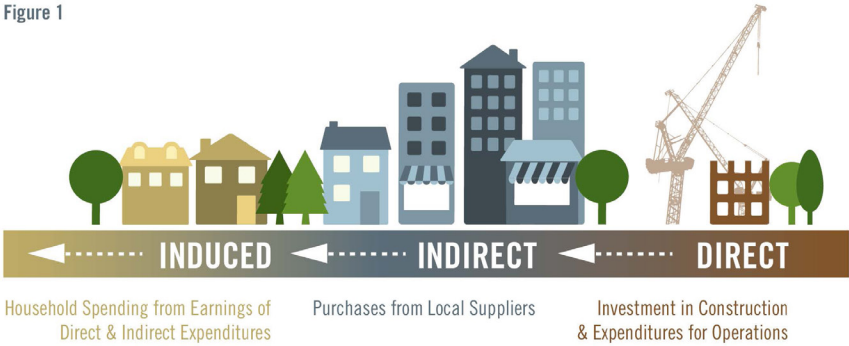 Figure 1
INDUCED
INDIRECT
DIRECT
Household Spending from Earnings of
Direct & Indirect Expenditures
Purchases from Local Suppliers
Investment in Construction
& Expenditures for Operations